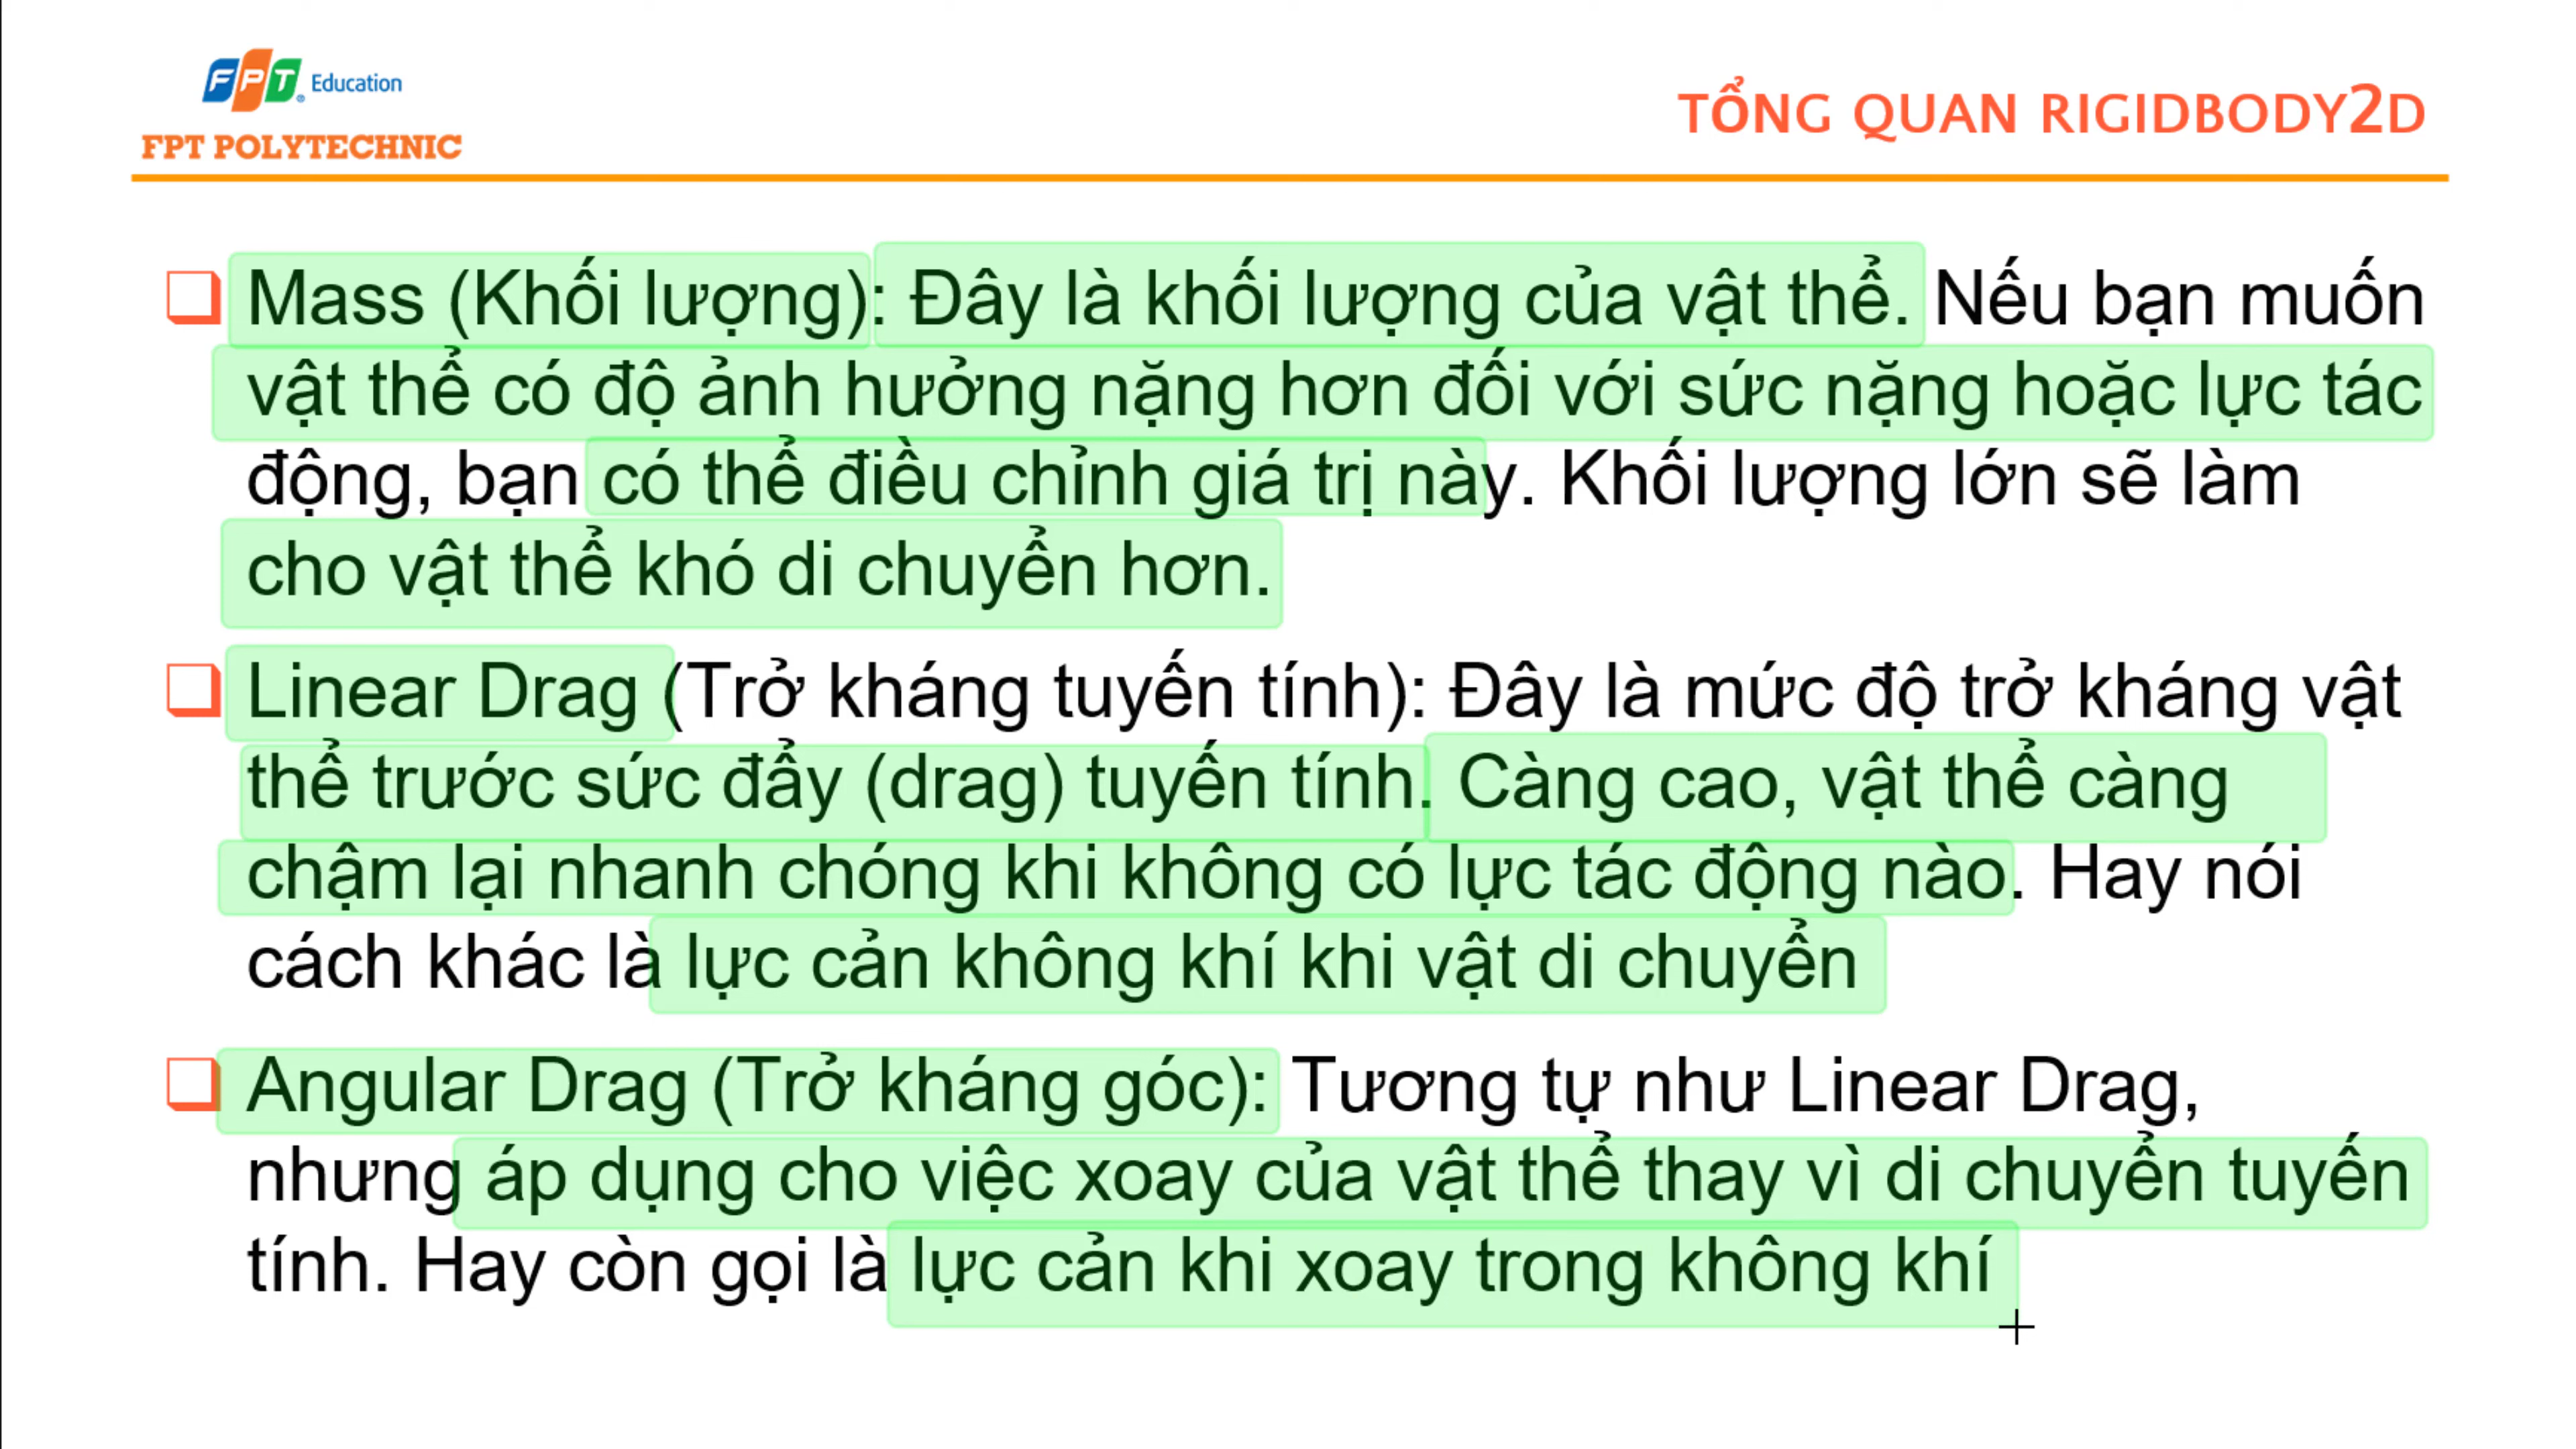 FPT Education
FPT POLYTECHNIC
TỔNG QUAN RIGIDBODY2D
Mass (Khối lượng): Đây là khối lượng của vật thể. Nếu bạn muốn
vật thể có độ ảnh hưởng nặng hơn đối với sức nặng hoặc lực tác
động, bạn có thể điều chỉnh giá trị này. Khối lượng lớn sẽ làm
cho vật thể khó di chuyển hơn.
Linear Drag (Trở kháng tuyến tính): Đây là mức độ trở kháng vật
thể trước sức đẩy (drag) tuyến tính. Càng cao, vật thể càng
chậm lại nhanh chóng khi không có lực tác động nào. Hay nói
cách khác là lực cản không khí khi vật di chuyển
Angular Drag (Trở kháng góc): Tương tự như Linear Drag,
nhưng áp dụng cho việc xoay của vật thể thay vì di chuyển tuyến
tính. Hay còn gọi là lực cản khi xoay trong không khí